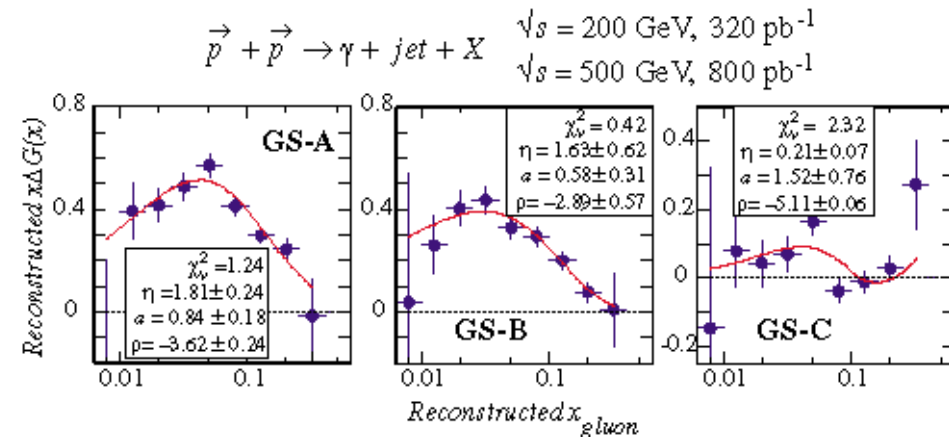 p⃗ + p⃗ → γ + jet + X
√s = 200 GeV, 320 pb⁻¹
√s = 500 GeV, 800 pb⁻¹
Reconstructed xΔG(x)
0.8
0.4
0
GS-A
χ²ᵥ = 1.24
η = 1.81±0.24
a = 0.84 ±0.18
ρ = −3.62±0.24
0.01 0.1
0.8
0.4
0
χ²ᵥ = 0.42
η = 1.63±0.62
a = 0.58±0.31
ρ = −2.89±0.57
GS-B
0.01 0.1
0.4
0.2
0
-0.2
χ²ᵥ = 2.32
η = 0.21±0.07
a = 1.52±0.76
ρ = −5.11±0.06
GS-C
0.01 0.1
Reconstructed x_gluon